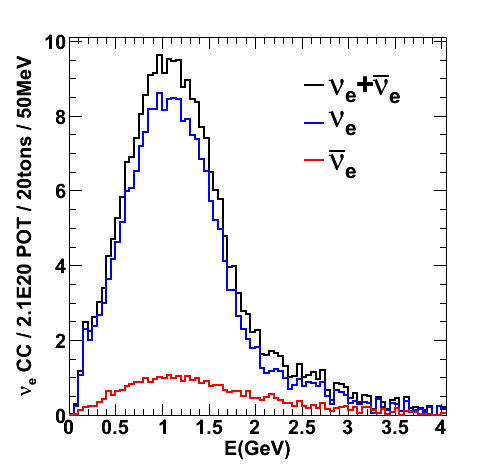 10
8
6
4
2
0
0 0.5 1 1.5 2 2.5 3 3.5 4
E(GeV)
νe CC / 2.1E20 POT / 20tons / 50MeV
νe+ν̅e
νe
ν̅e